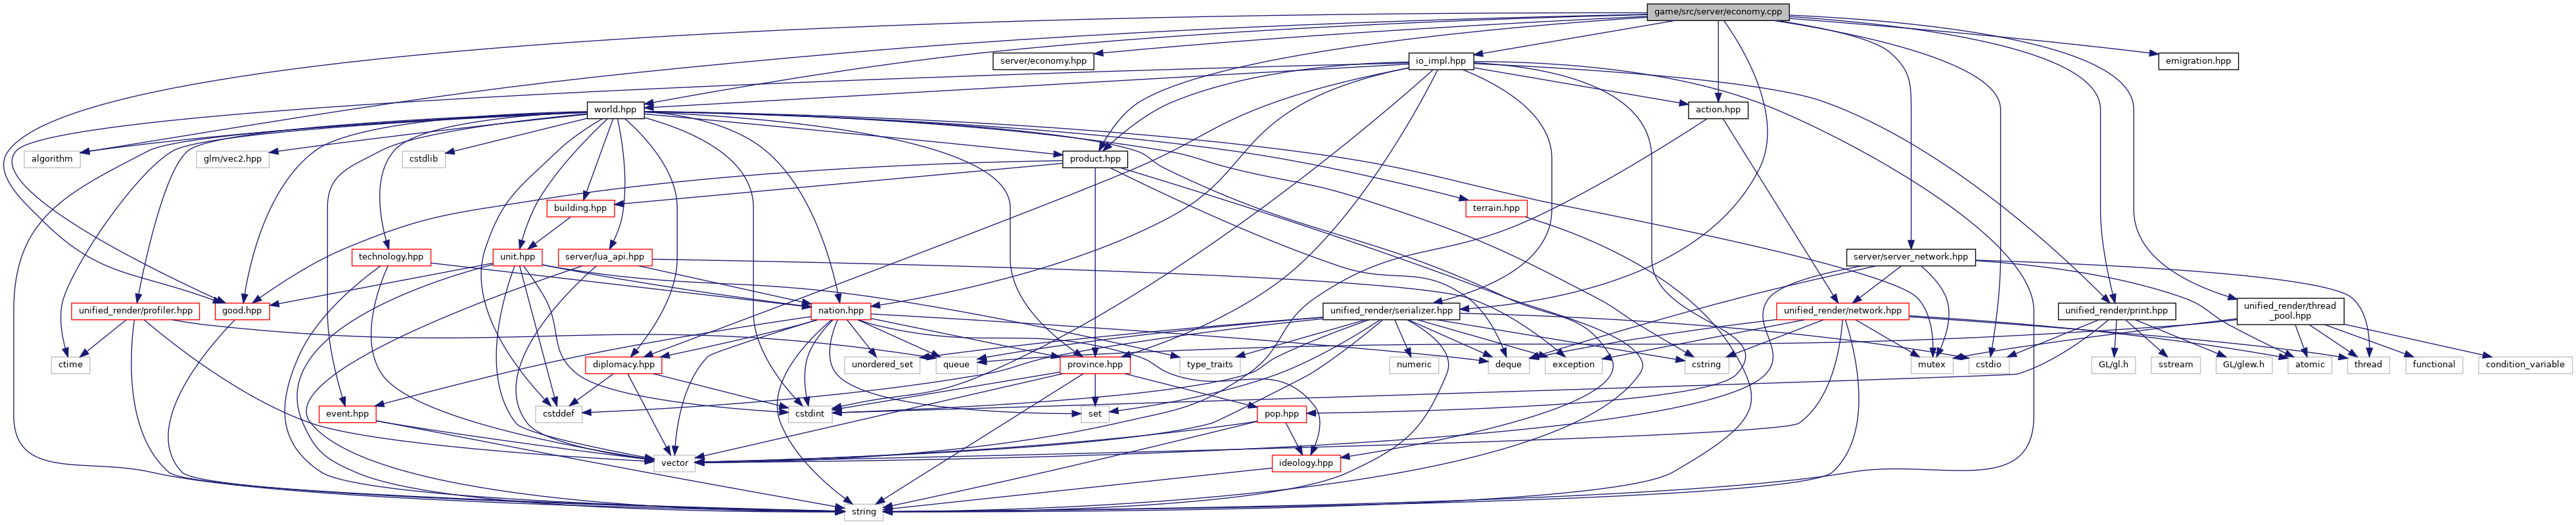 game/src/server/economy.cpp
server/economy.hpp
io_impl.hpp
emigration.hpp
world.hpp
action.hpp
algorithm
glm/vec2.hpp
cstdlib
product.hpp
building.hpp
terrain.hpp
technology.hpp
unit.hpp
server/lua_api.hpp
server/server_network.hpp
unified_render/profiler.hpp
good.hpp
nation.hpp
unified_render/serializer.hpp
unified_render/network.hpp
unified_render/print.hpp
unified_render/thread
_pool.hpp
ctime
diplomacy.hpp
unordered_set
queue
province.hpp
type_traits
numeric
deque
exception
cstring
mutex
cstdio
GL/gl.h
sstream
GL/glew.h
atomic
thread
functional
condition_variable
event.hpp
cstddef
cstdint
set
pop.hpp
vector
ideology.hpp
string